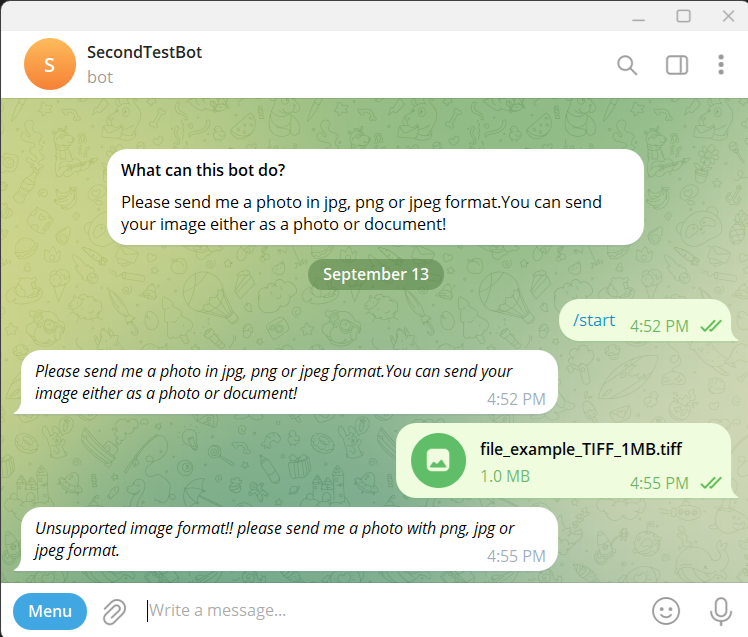 S
SecondTestBot
bot
What can this bot do?
Please send me a photo in jpg, png or jpeg format.You can send
your image either as a photo or document!
September 13
/start 4:52 PM
Please send me a photo in jpg, png or jpeg format.You can send your
image either as a photo or document!
4:52 PM
file_example_TIFF_1MB.tiff
1.0 MB
4:55 PM
Unsupported image format!! please send me a photo with png, jpg or
jpeg format.
4:55 PM
Menu
Write a message...